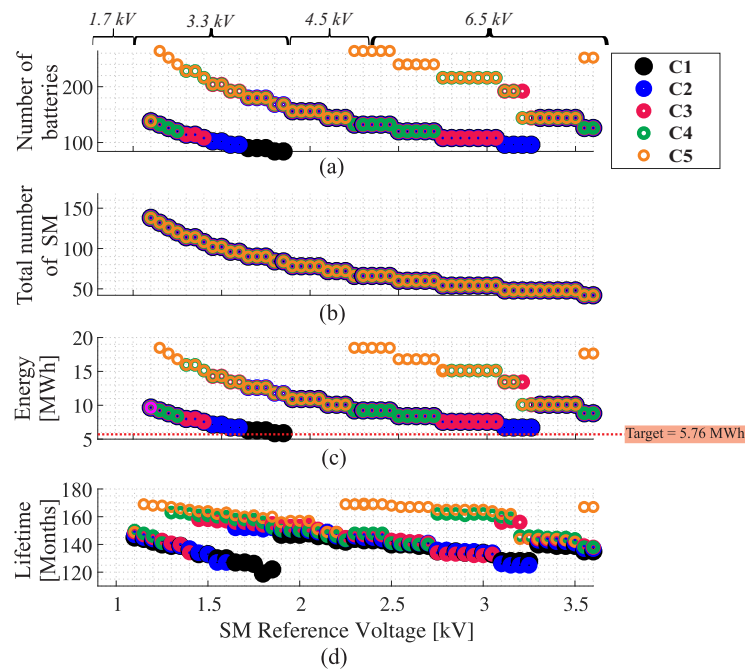 1.7 kV 3.3 kV 4.5 kV 6.5 kV
Number of
batteries
200
100
(a)
C1
C2
C3
C4
C5
Total number
of SM
150
100
50
(b)
Energy
[MWh]
20
15
10
5
Target = 5.76 MWh
(c)
Lifetime
[Months]
180
160
140
120
1 1.5 2 2.5 3 3.5
SM Reference Voltage [kV]
(d)